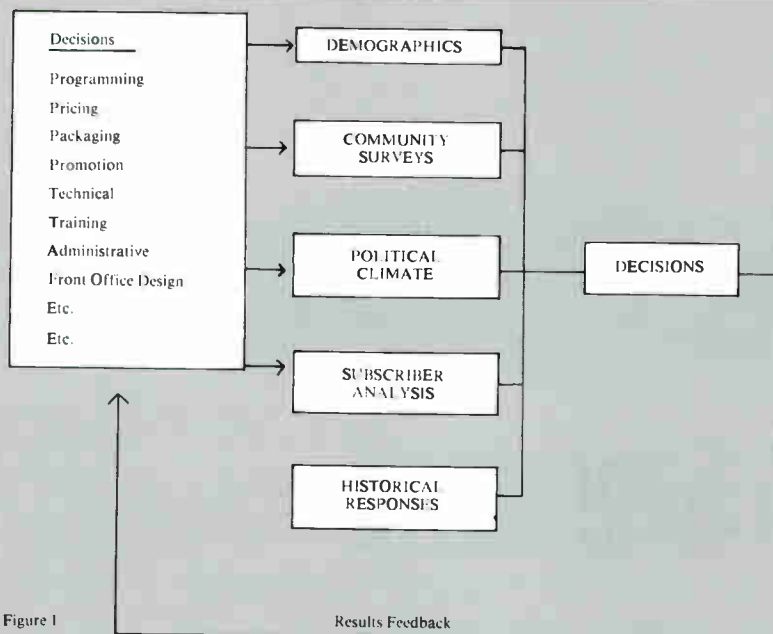 Decisions
Programming
Pricing
Packaging
Promotion
Technical
Training
Administrative
Front Office Design
Etc.
Etc.
DEMOGRAPHICS
COMMUNITY
SURVEYS
POLITICAL
CLIMATE
SUBSCRIBER
ANALYSIS
HISTORICAL
RESPONSES
DECISIONS
Figure 1
Results Feedback